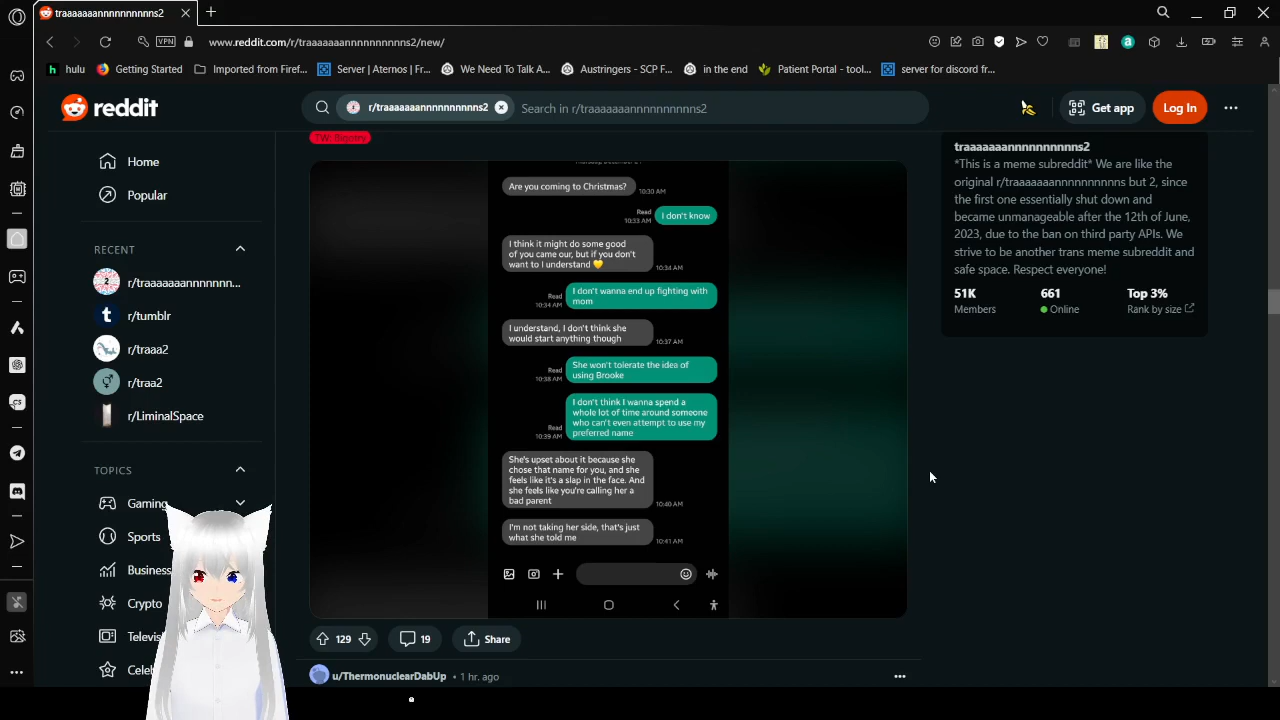 traaaaaaannnnnnnnnns2
VPN
www.reddit.com/r/traaaaaaannnnnnnnnns2/new/
hulu
Getting Started
Imported from Firef...
Server | Aternos | Fr...
We Need To Talk A...
Austringers - SCP F...
in the end
Patient Portal - tool...
server for discord fr...
reddit
r/traaaaaaannnnnnnnnns2
Search in r/traaaaaaannnnnnnnnns2
Get app
Log In
Home
Popular
RECENT
r/traaaaaaannnnnnn...
r/tumblr
r/traaa2
r/traa2
r/LiminalSpace
TOPICS
Gaming
Sports
Business
Crypto
Televis
Celeb
TW: Bigotry
Are you coming to Christmas?
10:30 AM
Read
10:33 AM
I don't know
I think it might do some good
of you came our, but if you don't
want to I understand 💛
10:34 AM
Read
10:34 AM
I don't wanna end up fighting with
mom
I understand, I don't think she
would start anything though
10:37 AM
Read
10:38 AM
She won't tolerate the idea of
using Brooke
I don't think I wanna spend a
whole lot of time around someone
who can't even attempt to use my
preferred name
Read
10:39 AM
She's upset about it because she
chose that name for you, and she
feels like it's a slap in the face. And
she feels like you're calling her a
bad parent
10:40 AM
I'm not taking her side, that's just
what she told me
10:41 AM
129
19
Share
u/ThermonuclearDabUp • 1 hr. ago
traaaaaaannnnnnnnnns2
*This is a meme subreddit* We are like the
original r/traaaaaaannnnnnnnnns but 2, since
the first one essentially shut down and
became unmanageable after the 12th of June,
2023, due to the ban on third party APIs. We
strive to be another trans meme subreddit and
safe space. Respect everyone!
51K
Members
661
Online
Top 3%
Rank by size